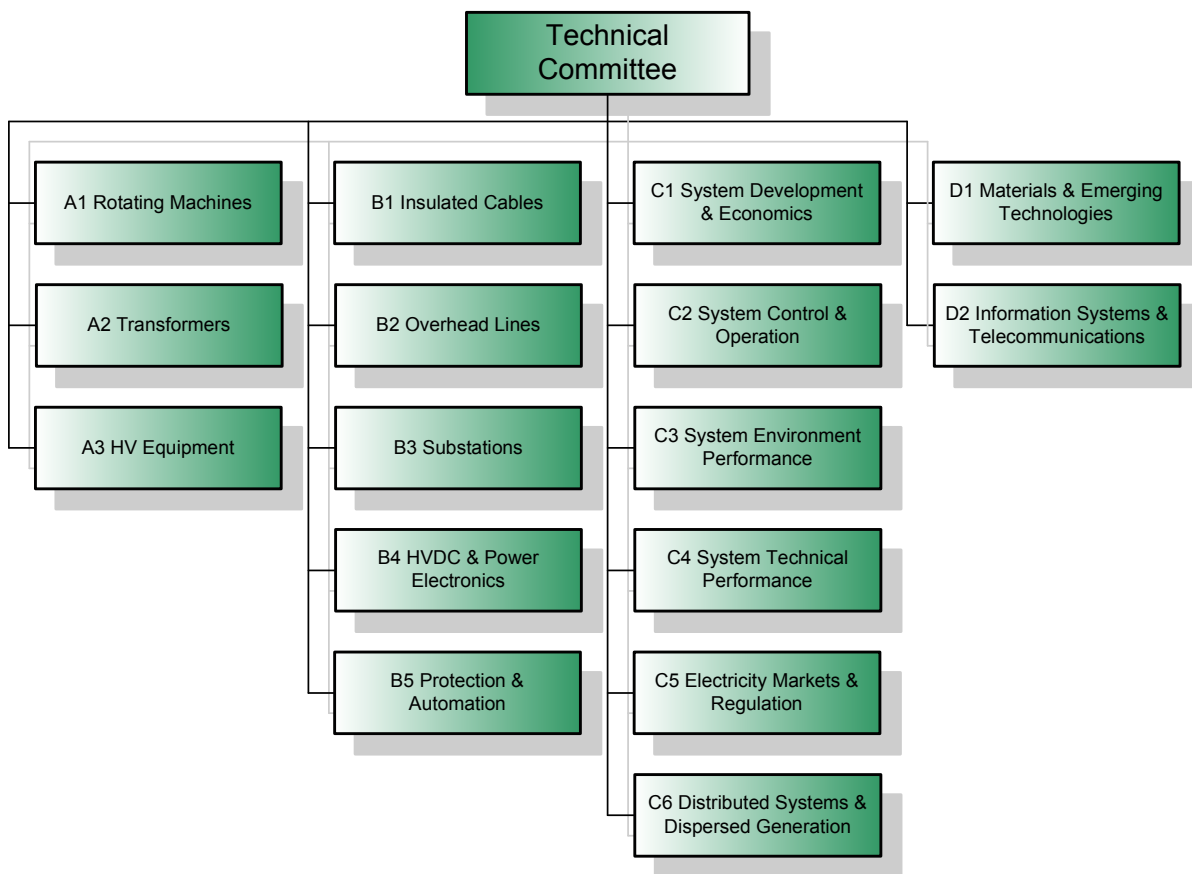 Technical
Committee
A1 Rotating Machines
A2 Transformers
A3 HV Equipment
B1 Insulated Cables
B2 Overhead Lines
B3 Substations
B4 HVDC & Power
Electronics
B5 Protection &
Automation
C1 System Development
& Economics
C2 System Control &
Operation
C3 System Environment
Performance
C4 System Technical
Performance
C5 Electricity Markets &
Regulation
C6 Distributed Systems &
Dispersed Generation
D1 Materials & Emerging
Technologies
D2 Information Systems &
Telecommunications